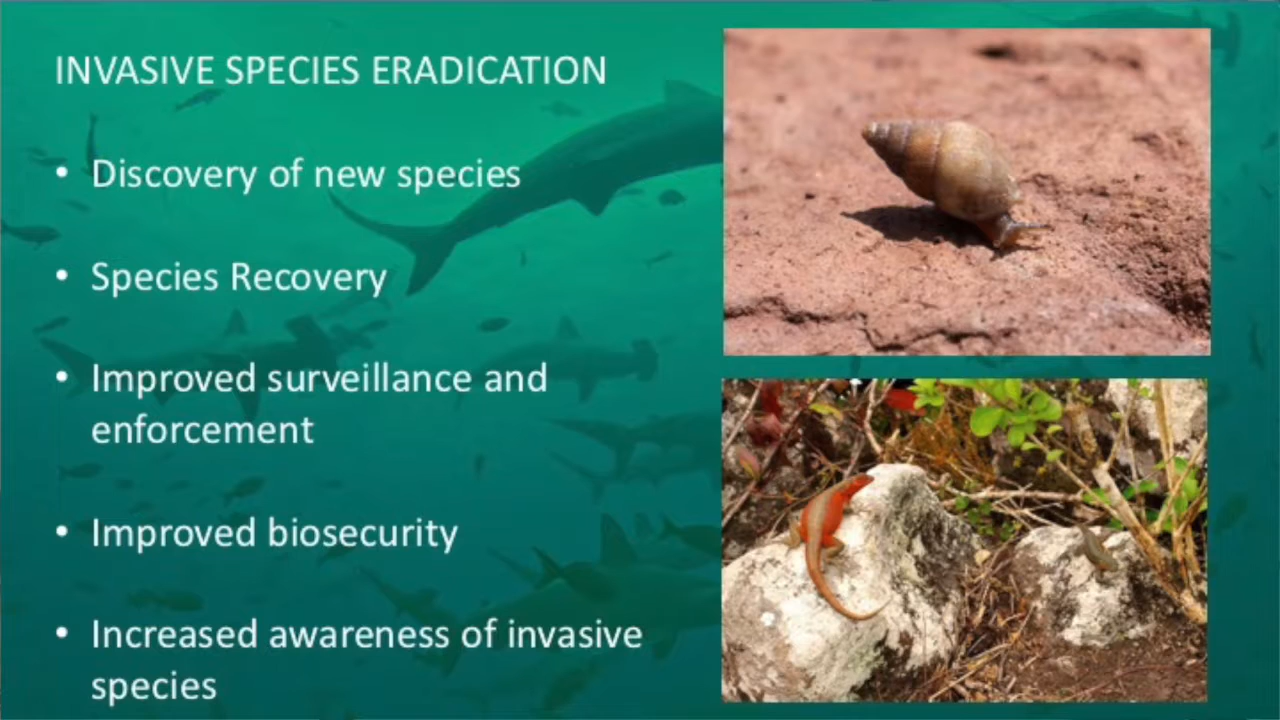 INVASIVE SPECIES ERADICATION
• Discovery of new species
• Species Recovery
• Improved surveillance and
enforcement
• Improved biosecurity
• Increased awareness of invasive
species